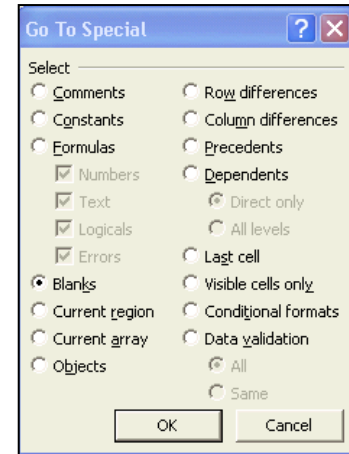 Go To Special
Select
Comments
Constants
Formulas
Numbers
Text
Logicals
Errors
Blanks
Current region
Current array
Objects
Row differences
Column differences
Precedents
Dependents
Direct only
All levels
Last cell
Visible cells only
Conditional formats
Data validation
All
Same
OK
Cancel